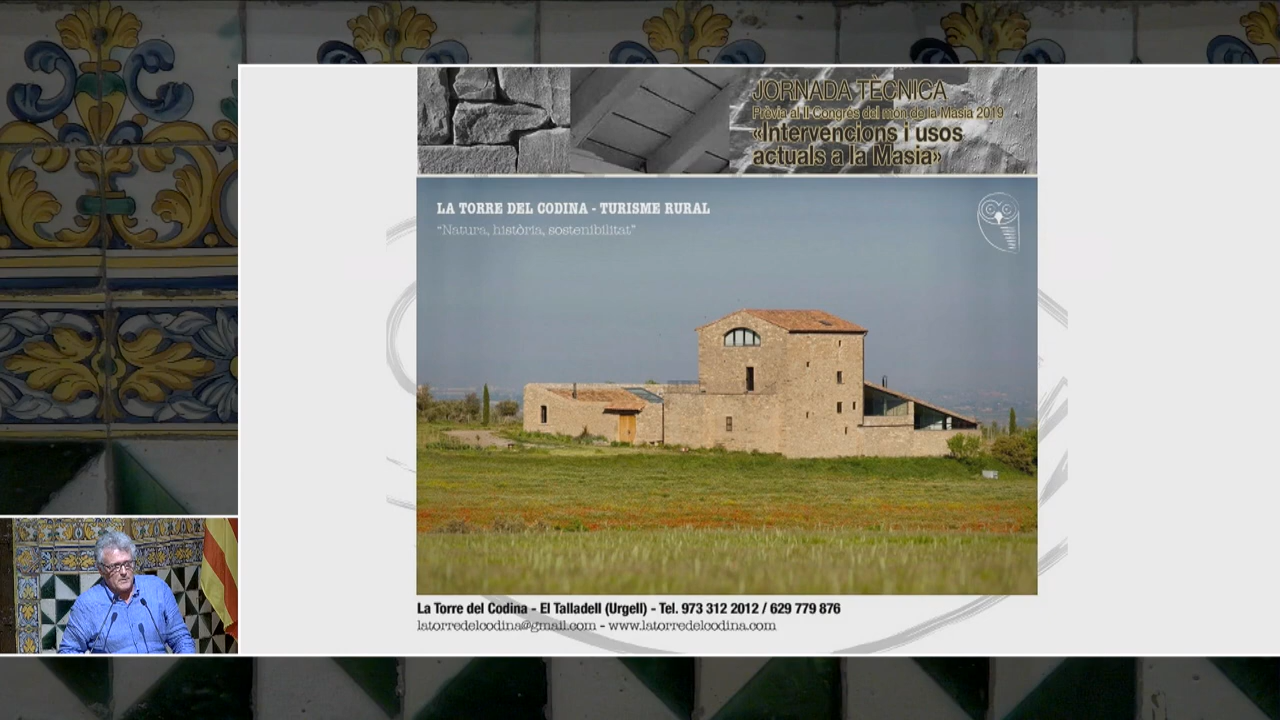 JORNADA TÈCNICA
Prèvia al II Congrés del món de la Masia 2019
«Intervencions i usos
actuals a la Masia»
LA TORRE DEL CODINA - TURISME RURAL
"Natura, història, sostenibilitat"
La Torre del Codina - El Talladell (Urgell) - Tel. 973 312 2012 / 629 779 876
latorredelcodina@gmail.com - www.latorredelcodina.com